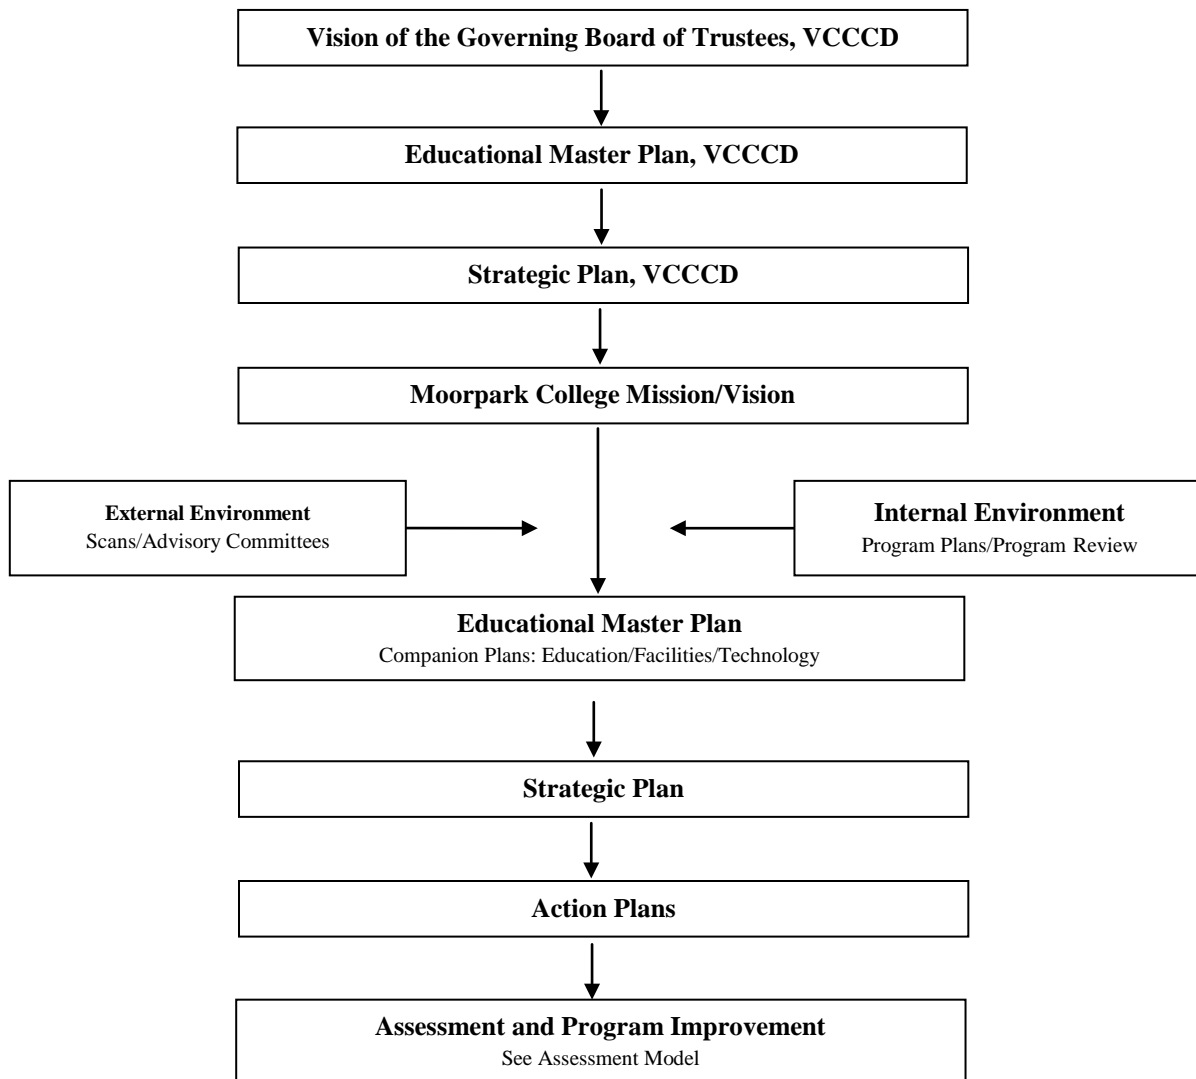 Vision of the Governing Board of Trustees, VCCCD
Educational Master Plan, VCCCD
Strategic Plan, VCCCD
Moorpark College Mission/Vision
External Environment
Scans/Advisory Committees
Internal Environment
Program Plans/Program Review
Educational Master Plan
Companion Plans: Education/Facilities/Technology
Strategic Plan
Action Plans
Assessment and Program Improvement
See Assessment Model